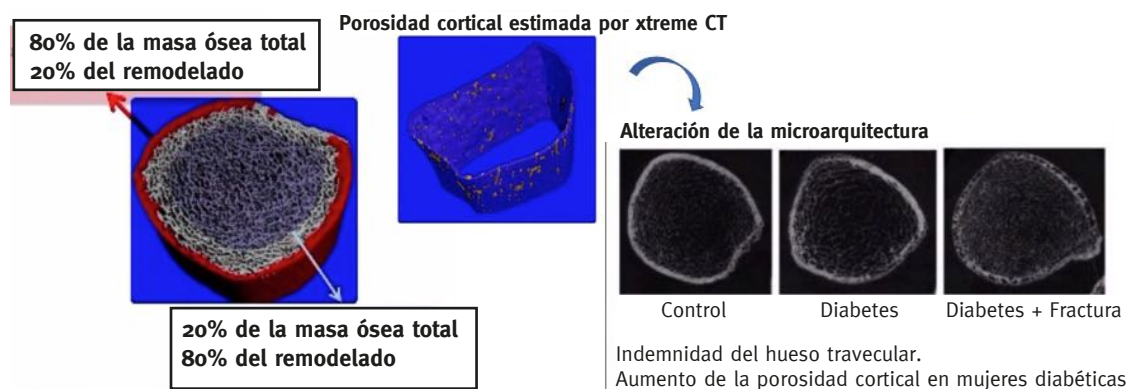 Porosidad cortical estimada por xtreme CT
80% de la masa ósea total
20% del remodelado
20% de la masa ósea total
80% del remodelado
Alteración de la microarquitectura
Control
Diabetes
Diabetes + Fractura
Indemnidad del hueso travecular.
Aumento de la porosidad cortical en mujeres diabéticas